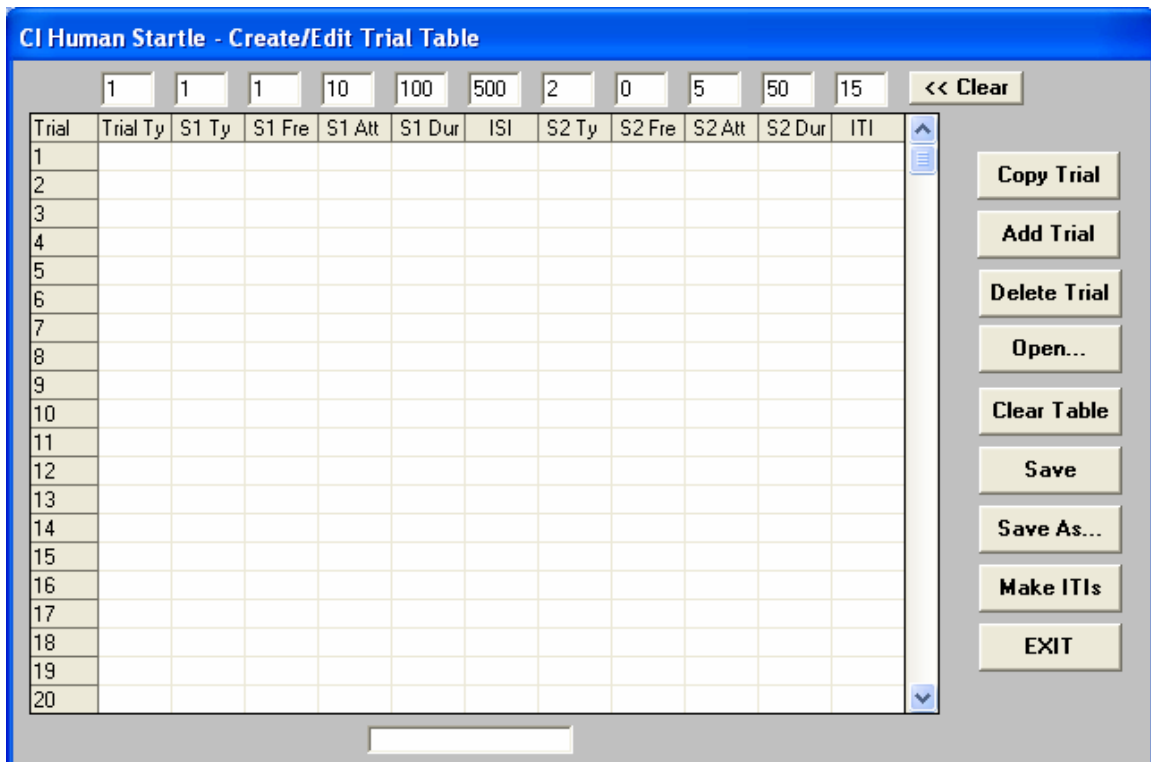 CI Human Startle - Create/Edit Trial Table
1 1 1 10 100 500 2 0 5 50 15 << Clear
Trial Trial Ty S1 Ty S1 Fre S1 Att S1 Dur ISI S2 Ty S2 Fre S2 Att S2 Dur ITI
1
2
3
4
5
6
7
8
9
10
11
12
13
14
15
16
17
18
19
20
Copy Trial
Add Trial
Delete Trial
Open...
Clear Table
Save
Save As...
Make ITIs
EXIT